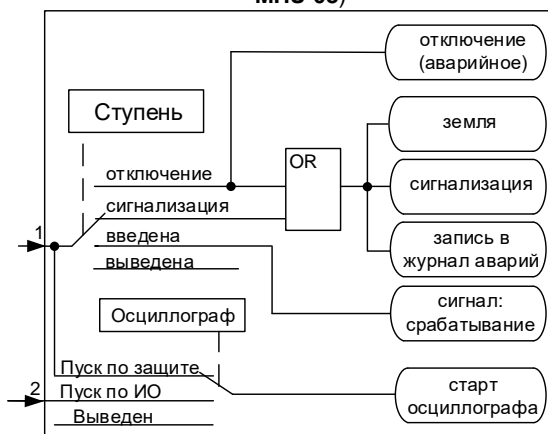 отключение
(аварийное)
Ступень
земля
OR
отключение
сигнализация
сигнализация
1
введена
запись в
журнал аварий
выведена
Осциллограф
сигнал:
срабатывание
Пуск по защите
2
Пуск по ИО
старт
осциллографа
Выведен